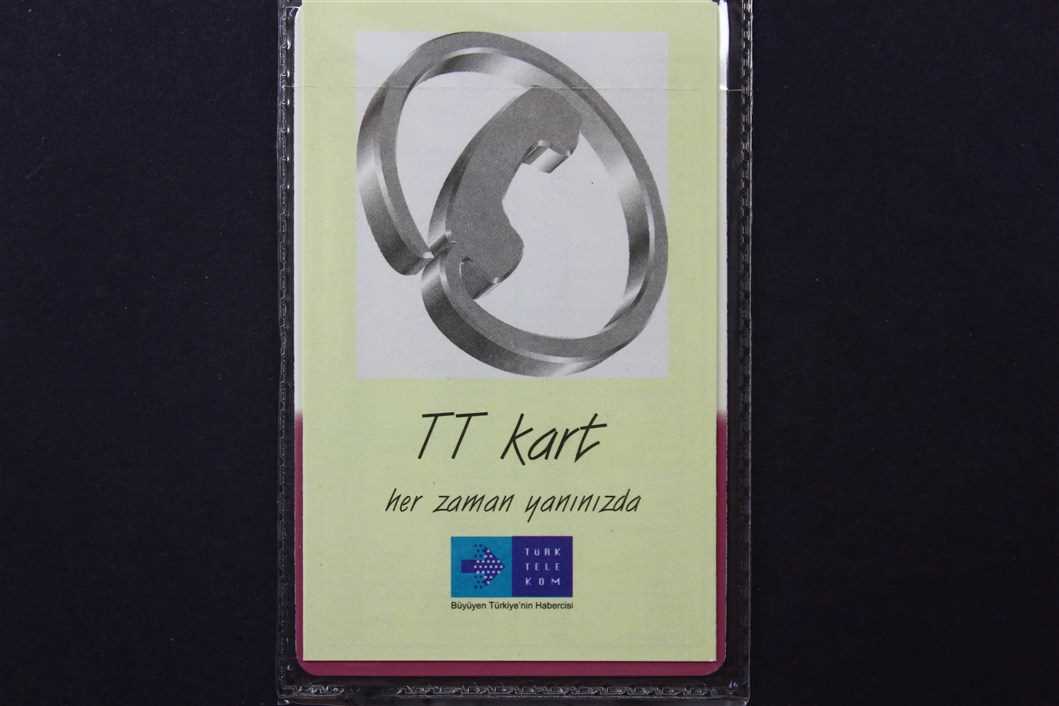 TT kart
her zaman yanınızda
TÜRK
TELE
KOM
Büyüyen Türkiye'nin Habercisi